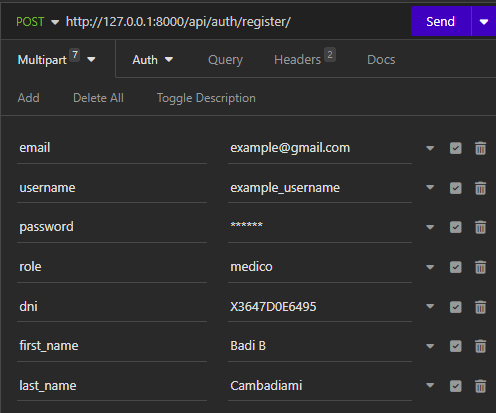 POST http://127.0.0.1:8000/api/auth/register/ Send
Multipart 7 Auth Query Headers 2 Docs
Add Delete All Toggle Description
email example@gmail.com
username example_username
password ******
role medico
dni X3647D0E6495
first_name Badi B
last_name Cambadiami